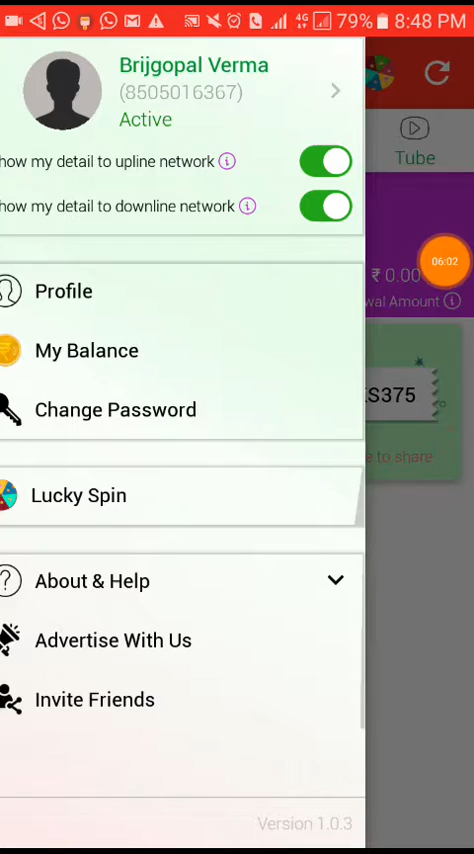 4G
79% 8:48 PM
Brijgopal Verma
(8505016367)
Active
how my detail to upline network
how my detail to downline network
Tube
06:02
₹ 0.00
wal Amount
Profile
My Balance
Change Password
S375
e to share
Lucky Spin
About & Help
Advertise With Us
Invite Friends
Version 1.0.3